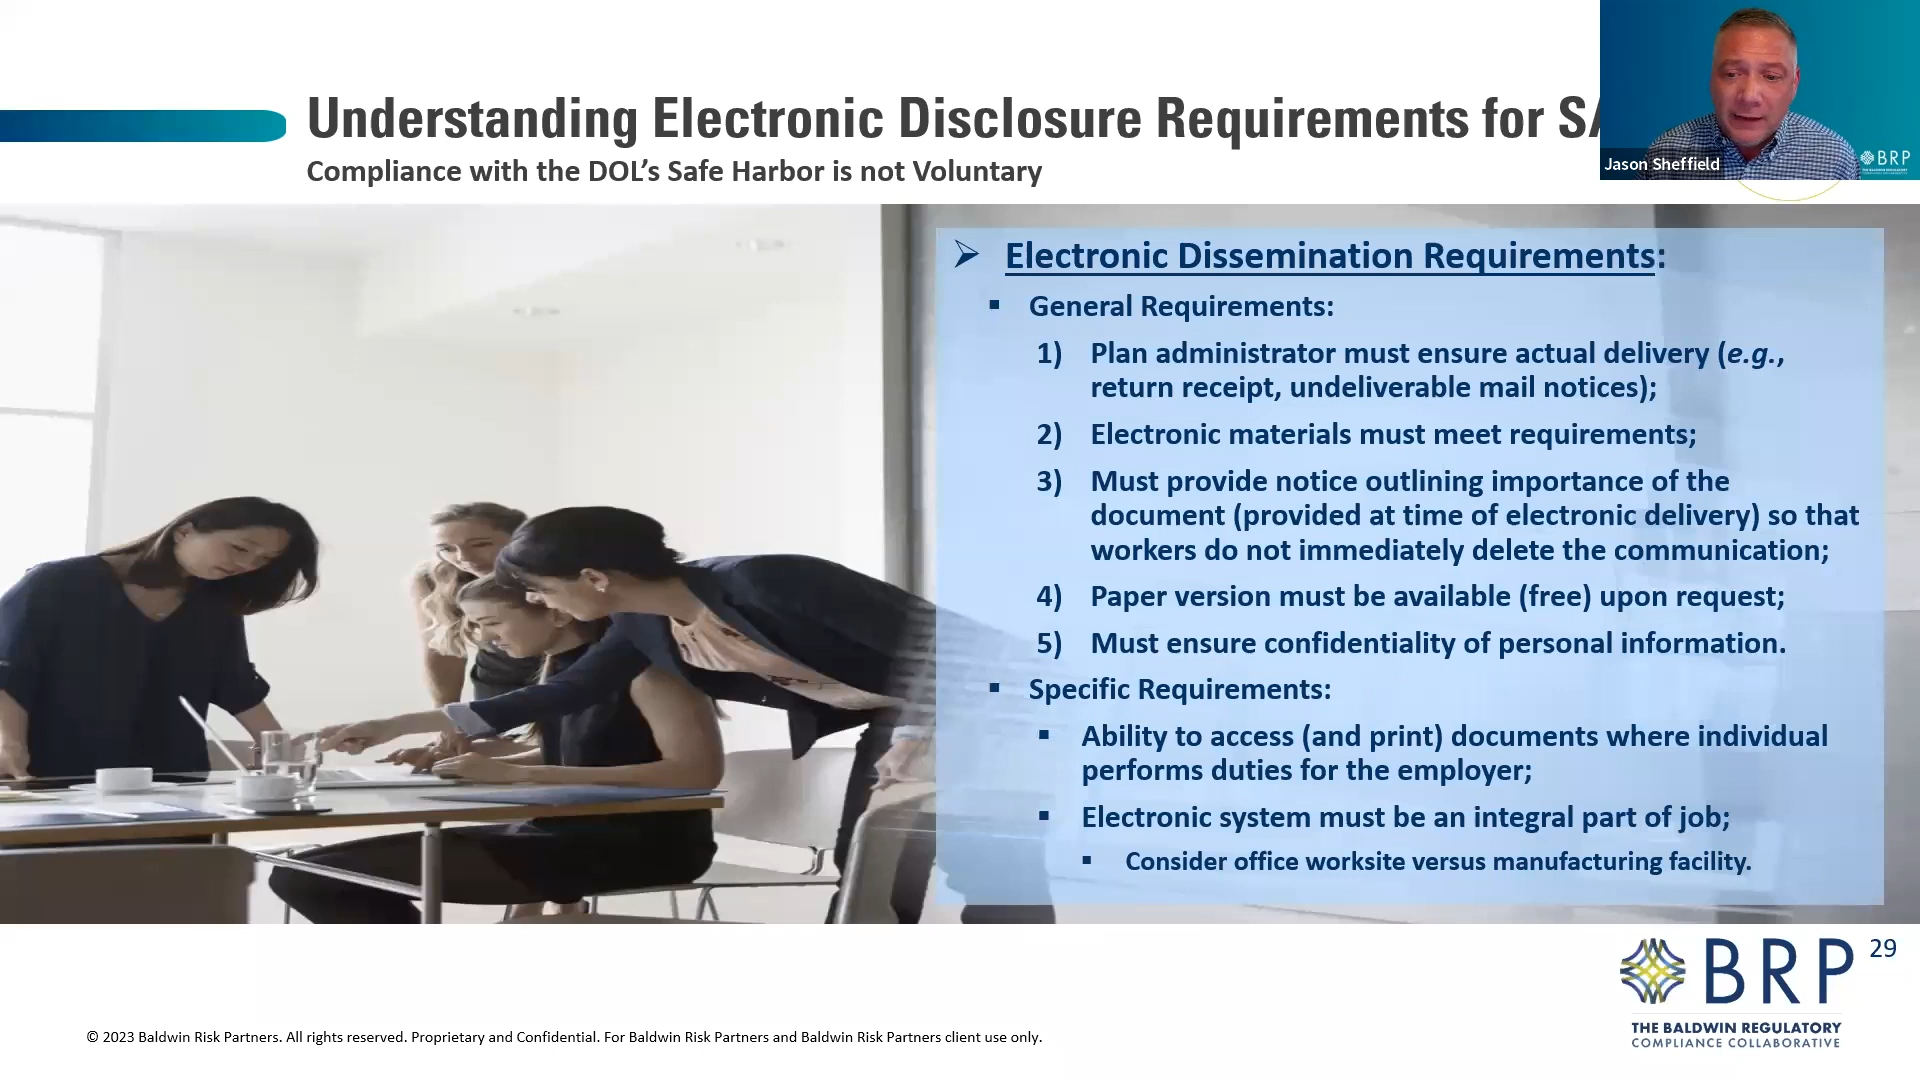 Understanding Electronic Disclosure Requirements for SA
Compliance with the DOL’s Safe Harbor is not Voluntary
Jason Sheffield
BRP
➢ Electronic Dissemination Requirements:
▪ General Requirements:
1) Plan administrator must ensure actual delivery (e.g.,
return receipt, undeliverable mail notices);
2) Electronic materials must meet requirements;
3) Must provide notice outlining importance of the
document (provided at time of electronic delivery) so that
workers do not immediately delete the communication;
4) Paper version must be available (free) upon request;
5) Must ensure confidentiality of personal information.
▪ Specific Requirements:
▪ Ability to access (and print) documents where individual
performs duties for the employer;
▪ Electronic system must be an integral part of job;
▪ Consider office worksite versus manufacturing facility.
BRP
29
THE BALDWIN REGULATORY
COMPLIANCE COLLABORATIVE
© 2023 Baldwin Risk Partners. All rights reserved. Proprietary and Confidential. For Baldwin Risk Partners and Baldwin Risk Partners client use only.